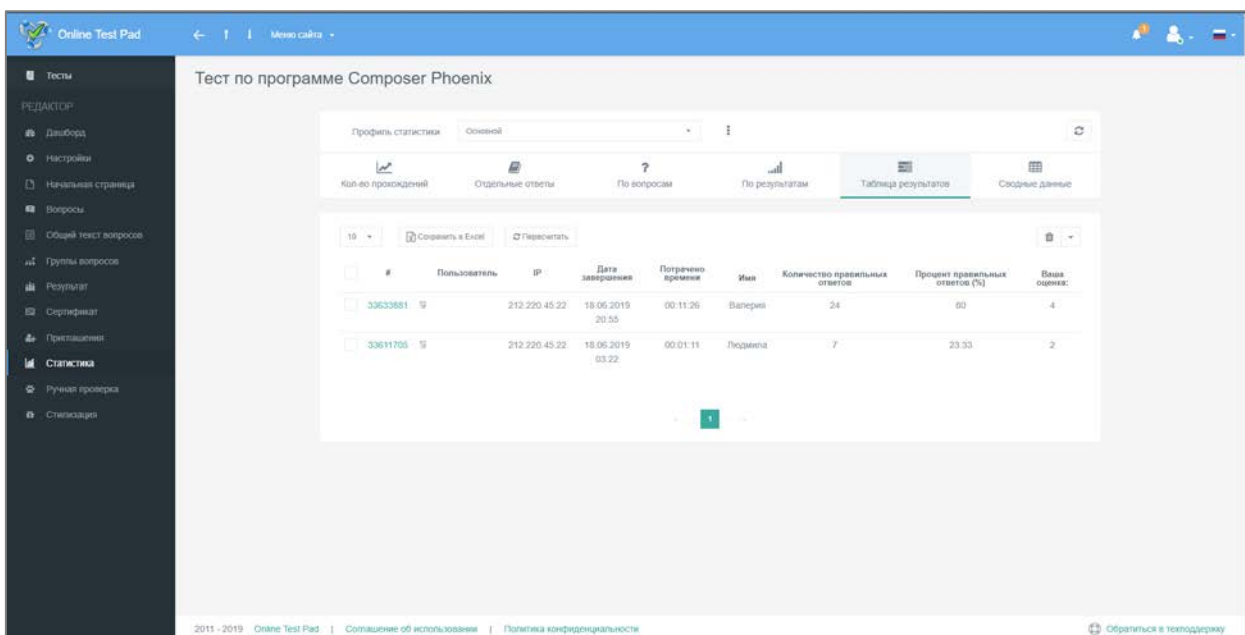 Online Test Pad
Меню сайта
1
Тесты
РЕДАКТОР
Дашборд
Настройки
Начальная страница
Вопросы
Общий текст вопросов
Группы вопросов
Результат
Сертификат
Приглашения
Статистика
Ручная проверка
Стилизация
Тест по программе Composer Phoenix
Профиль статистики Основной
Кол-во прохождений Отдельные ответы По вопросам По результатам Таблица результатов Сводные данные
10 Сохранить в Excel Пересчитать
# Пользователь IP Дата завершения Потрачено времени Имя Количество правильных ответов Процент правильных ответов (%) Ваша оценка:
33633881 212.220.45.22 18.06.2019 00:11:26 Валерия 24 80 4
20:55
33611705 212.220.45.22 18.06.2019 00:01:11 Людмила 7 23.33 2
03:22
1
2011 - 2019 Online Test Pad | Соглашение об использовании | Политика конфиденциальности
Обратиться в техподдержку